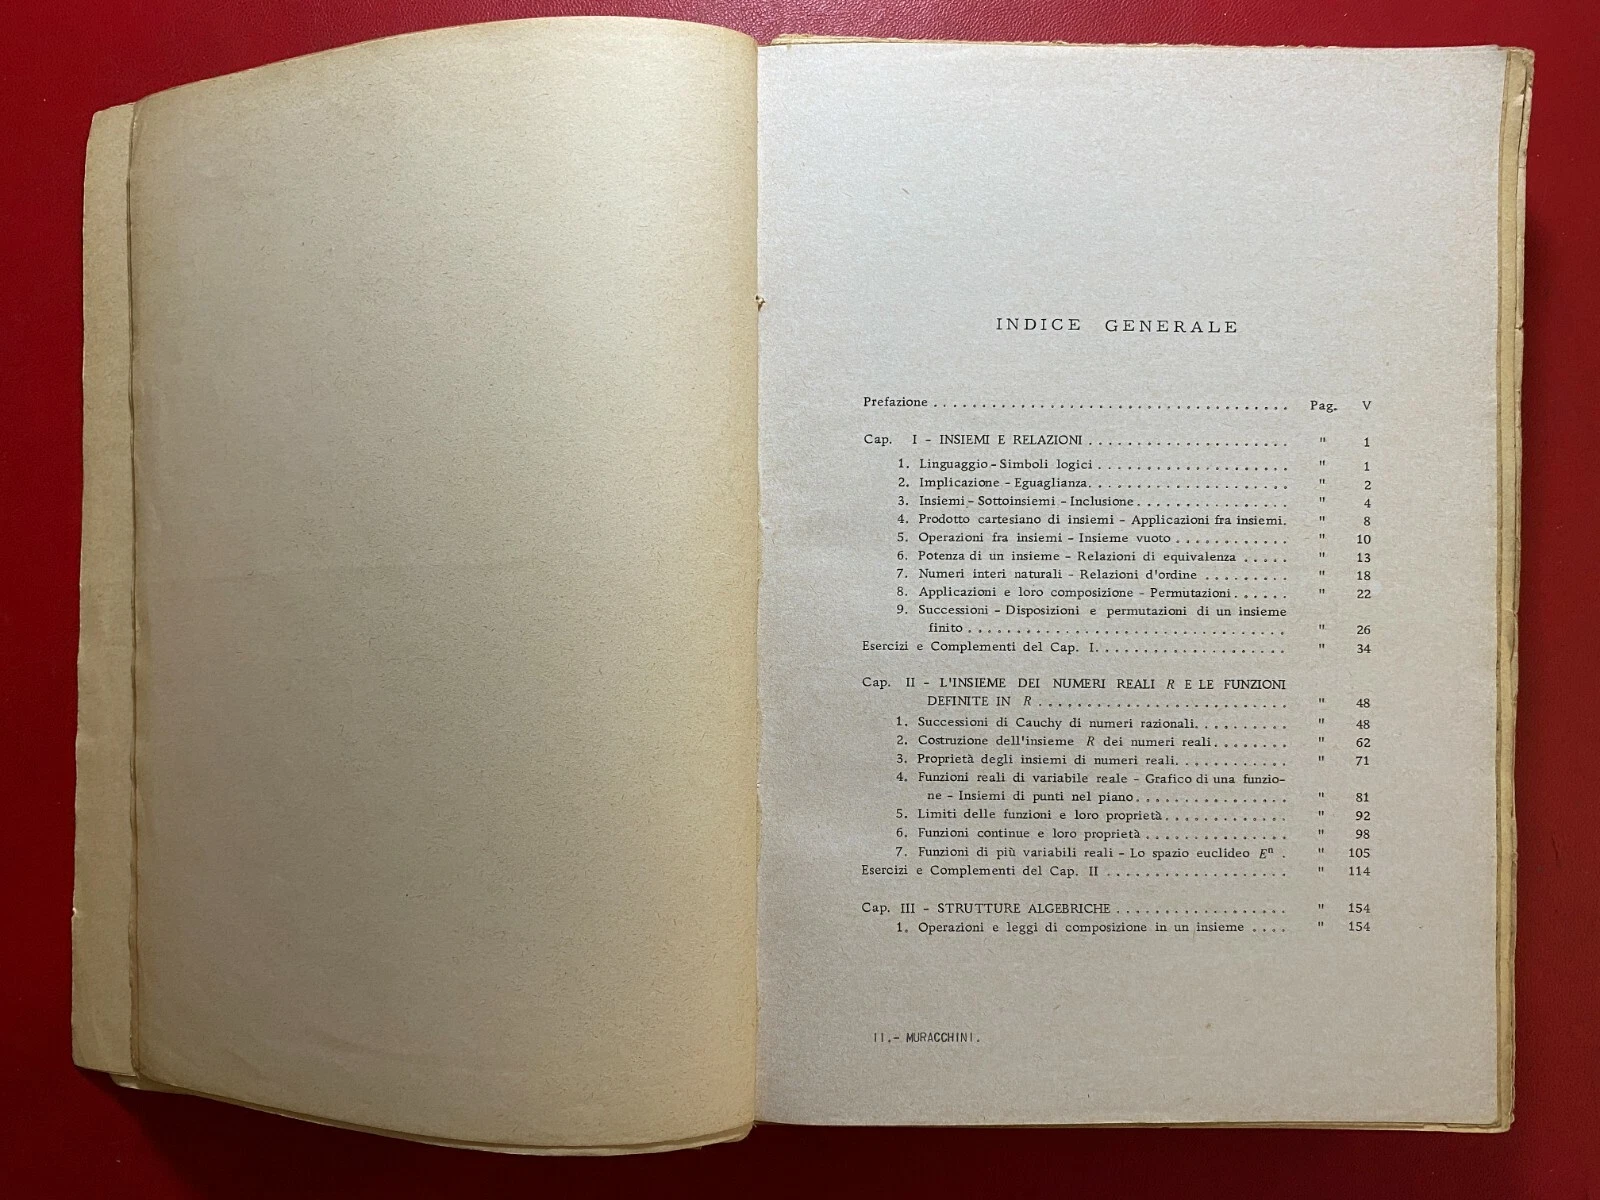 INDICE GENERALE
Prefazione . . . . . . . . . . . . . . . . . . . . . . . . . . . . . . . . . . . . . Pag. V
Cap. I - INSIEMI E RELAZIONI . . . . . . . . . . . . . . . . . . . . . " 1
1. Linguaggio - Simboli logici . . . . . . . . . . . . . . . . . . . . " 1
2. Implicazione - Eguaglianza. . . . . . . . . . . . . . . . . . . . . " 2
3. Insiemi - Sottoinsiemi - Inclusione . . . . . . . . . . . . . . . . " 4
4. Prodotto cartesiano di insiemi - Applicazioni fra insiemi. " 8
5. Operazioni fra insiemi - Insieme vuoto . . . . . . . . . . . . " 10
6. Potenza di un insieme - Relazioni di equivalenza . . . . . " 13
7. Numeri interi naturali - Relazioni d'ordine . . . . . . . . . " 18
8. Applicazioni e loro composizione - Permutazioni . . . . . . " 22
9. Successioni - Disposizioni e permutazioni di un insieme
finito . . . . . . . . . . . . . . . . . . . . . . . . . . . . . . . . . " 26
Esercizi e Complementi del Cap. I. . . . . . . . . . . . . . . . . . . . " 34
Cap. II - L'INSIEME DEI NUMERI REALI R E LE FUNZIONI
DEFINITE IN R . . . . . . . . . . . . . . . . . . . . . . . . . . " 48
1. Successioni di Cauchy di numeri razionali. . . . . . . . . . " 48
2. Costruzione dell'insieme R dei numeri reali . . . . . . . . " 62
3. Proprietà degli insiemi di numeri reali. . . . . . . . . . . . " 71
4. Funzioni reali di variabile reale - Grafico di una funzio-
ne - Insiemi di punti nel piano . . . . . . . . . . . . . . . . " 81
5. Limiti delle funzioni e loro proprietà . . . . . . . . . . . . . " 92
6. Funzioni continue e loro proprietà . . . . . . . . . . . . . . . " 98
7. Funzioni di più variabili reali - Lo spazio euclideo Eⁿ . " 105
Esercizi e Complementi del Cap. II . . . . . . . . . . . . . . . . . . . " 114
Cap. III - STRUTTURE ALGEBRICHE . . . . . . . . . . . . . . . . . . " 154
1. Operazioni e leggi di composizione in un insieme . . . . " 154
II.- MURACCHINI.